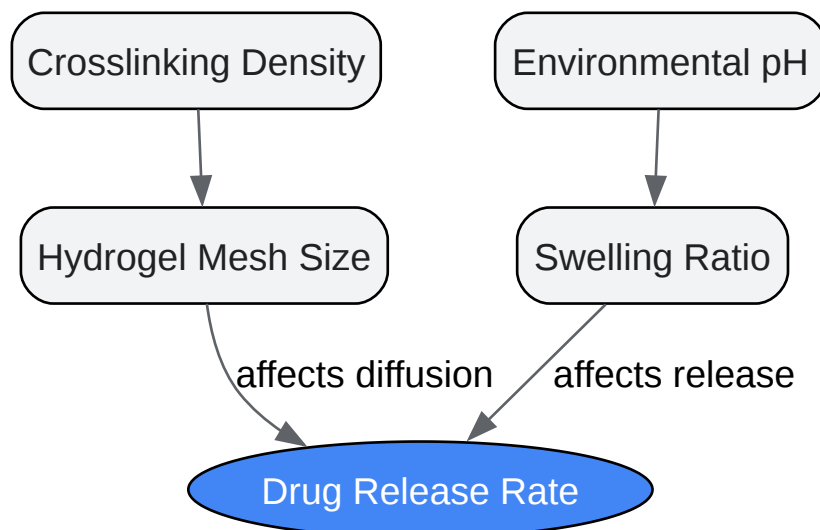 Crosslinking Density
Environmental pH
Hydrogel Mesh Size
Swelling Ratio
affects diffusion
affects release
Drug Release Rate